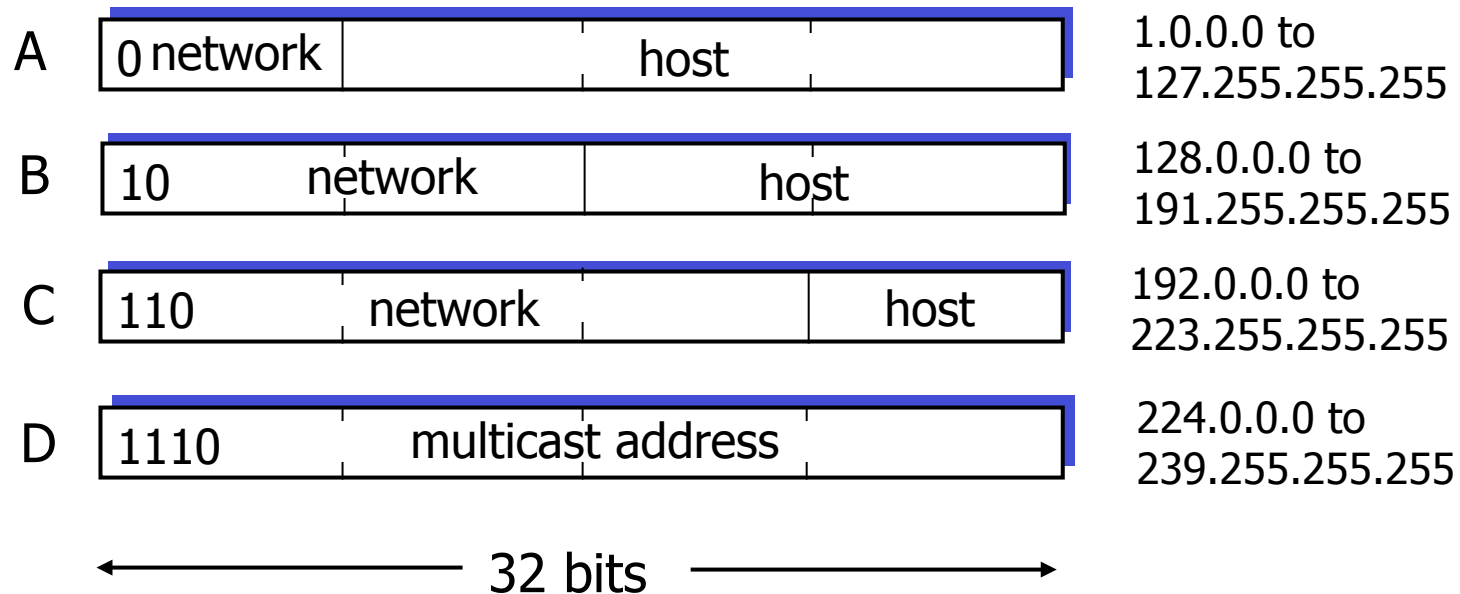 A
0 network host
1.0.0.0 to
127.255.255.255
B
10 network host
128.0.0.0 to
191.255.255.255
C
110 network host
192.0.0.0 to
223.255.255.255
D
1110 multicast address
224.0.0.0 to
239.255.255.255
32 bits